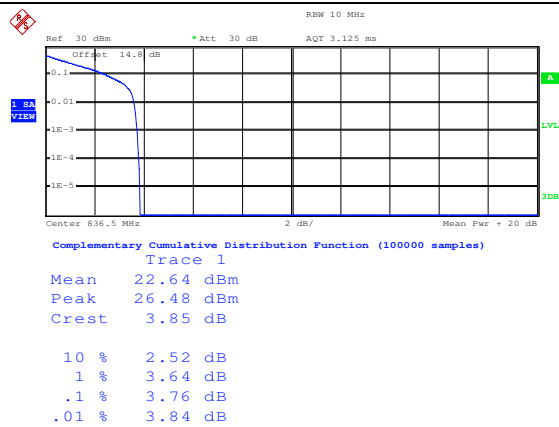 RBW 10 MHz
Ref 30 dBm * Att 30 dB AQT 3.125 ms
Offset 14.8 dB
0.1
A
0.01
1 SA
VIEW
1E-3
LVL
1E-4
1E-5
3DB
Center 836.5 MHz 2 dB/ Mean Pwr + 20 dB
Complementary Cumulative Distribution Function (100000 samples)
Trace 1
Mean 22.64 dBm
Peak 26.48 dBm
Crest 3.85 dB
10 % 2.52 dB
1 % 3.64 dB
.1 % 3.76 dB
.01 % 3.84 dB